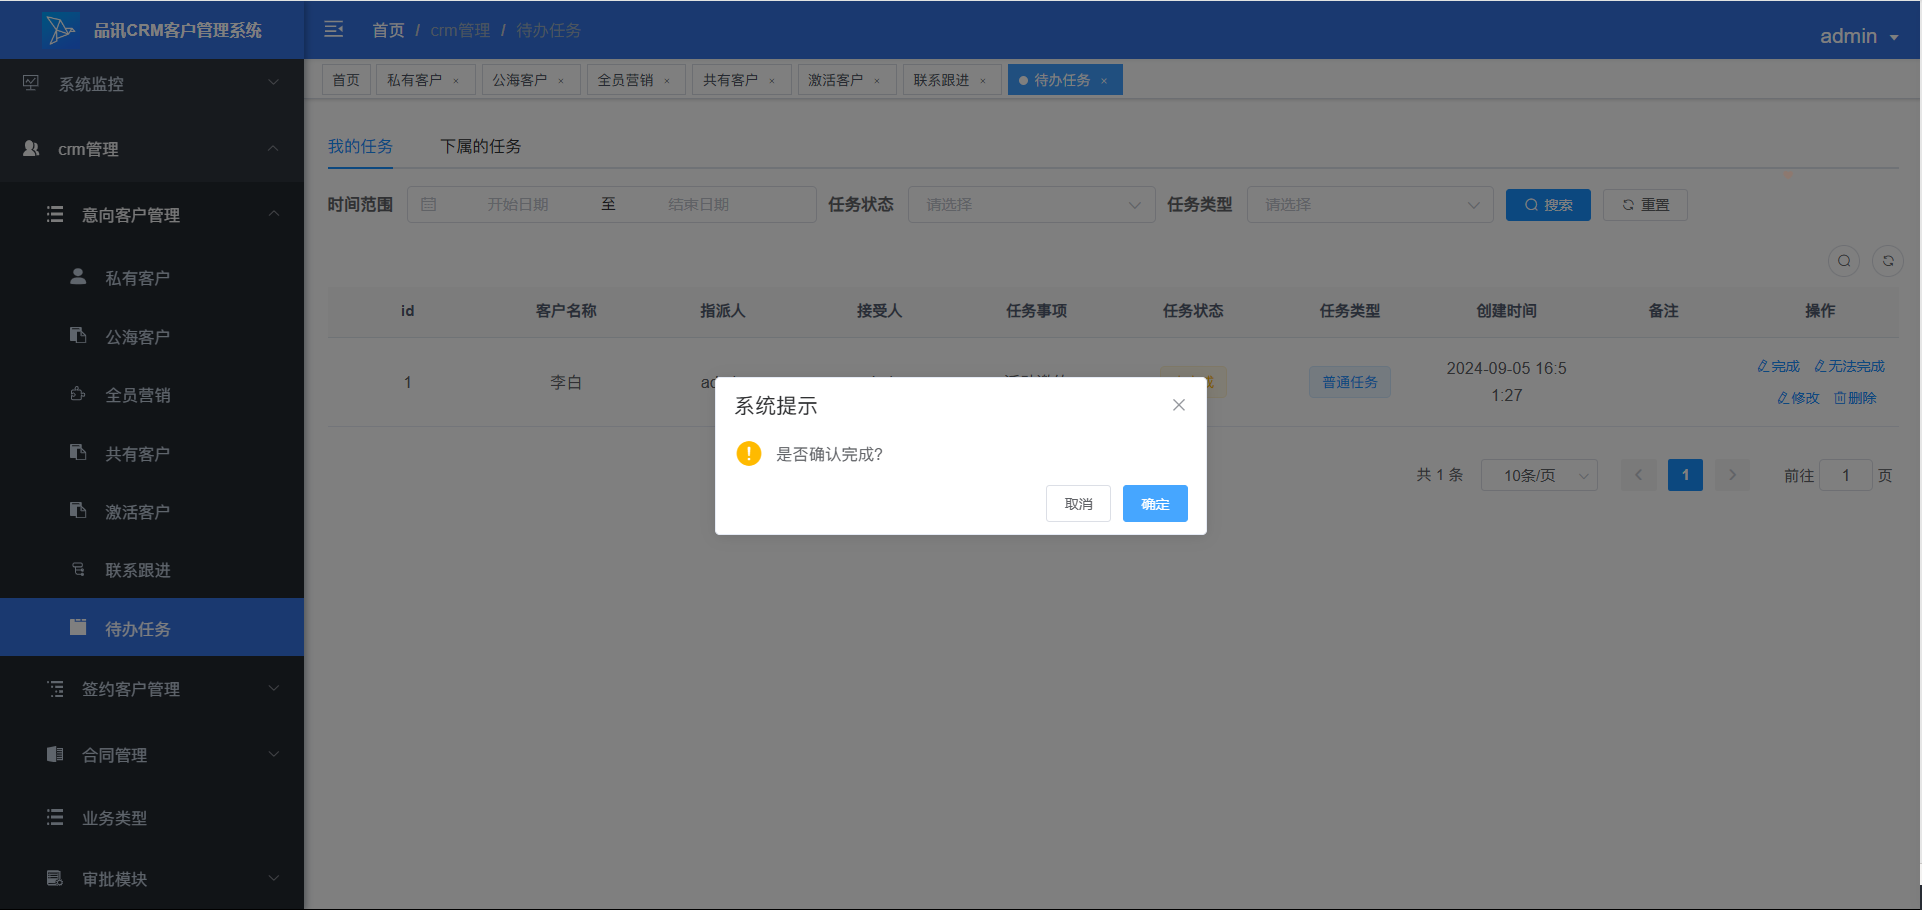 品讯CRM客户管理系统
首页 / crm管理 / 待办任务
admin
系统监控
crm管理
意向客户管理
私有客户
公海客户
全员营销
共有客户
激活客户
联系跟进
待办任务
签约客户管理
合同管理
业务类型
审批模块
首页 私有客户 × 公海客户 × 全员营销 × 共有客户 × 激活客户 × 联系跟进 × 待办任务 ×
我的任务 下属的任务
时间范围 开始日期 至 结束日期 任务状态 请选择 任务类型 请选择 搜索 重置
id 客户名称 指派人 接受人 任务事项 任务状态 任务类型 创建时间 备注 操作
1 李白 普通任务 2024-09-05 16:5
1:27
完成 无法完成
修改 删除
系统提示
是否确认完成?
取消 确定
共 1 条 10条/页 1 前往 1 页